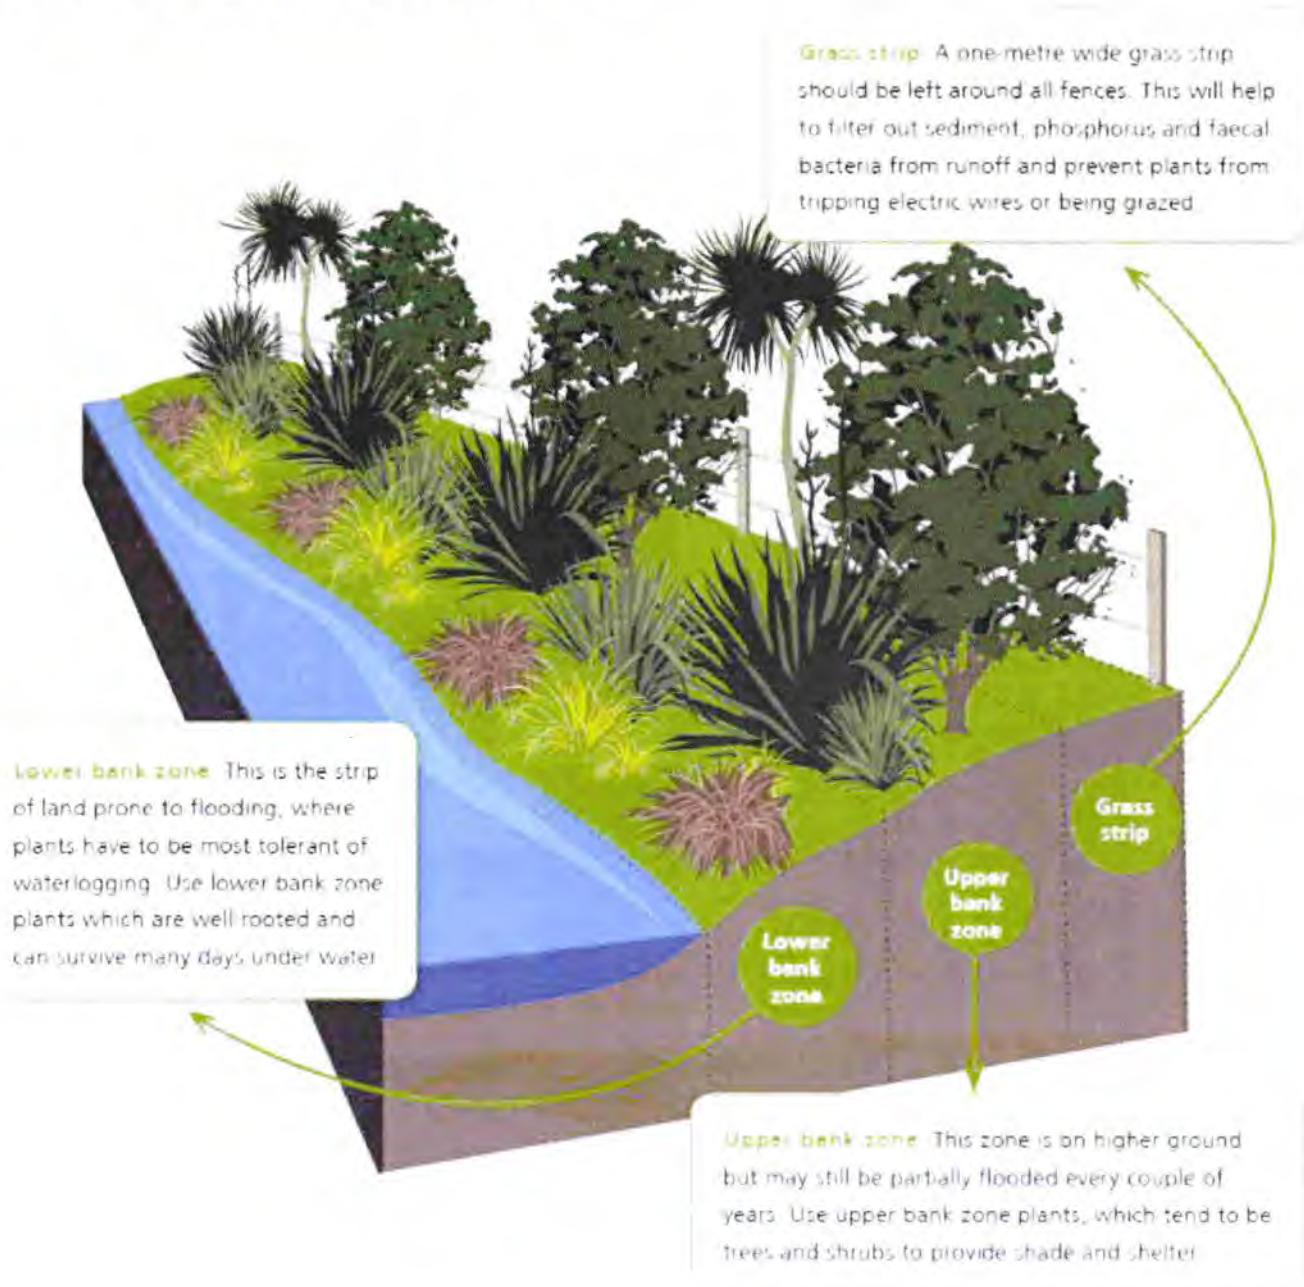 Grass strip A one-metre wide grass strip
should be left around all fences. This will help
to filter out sediment, phosphorus and faecal
bacteria from runoff and prevent plants from
tripping electric wires or being grazed
Lower bank zone This is the strip
of land prone to flooding, where
plants have to be most tolerant of
waterlogging Use lower bank zone
plants which are well rooted and
can survive many days under water
Grass
strip
Upper
bank
zone
Lower
bank
zone
Upper bank zone This zone is on higher ground
but may still be partially flooded every couple of
years Use upper bank zone plants, which tend to be
trees and shrubs to provide shade and shelter